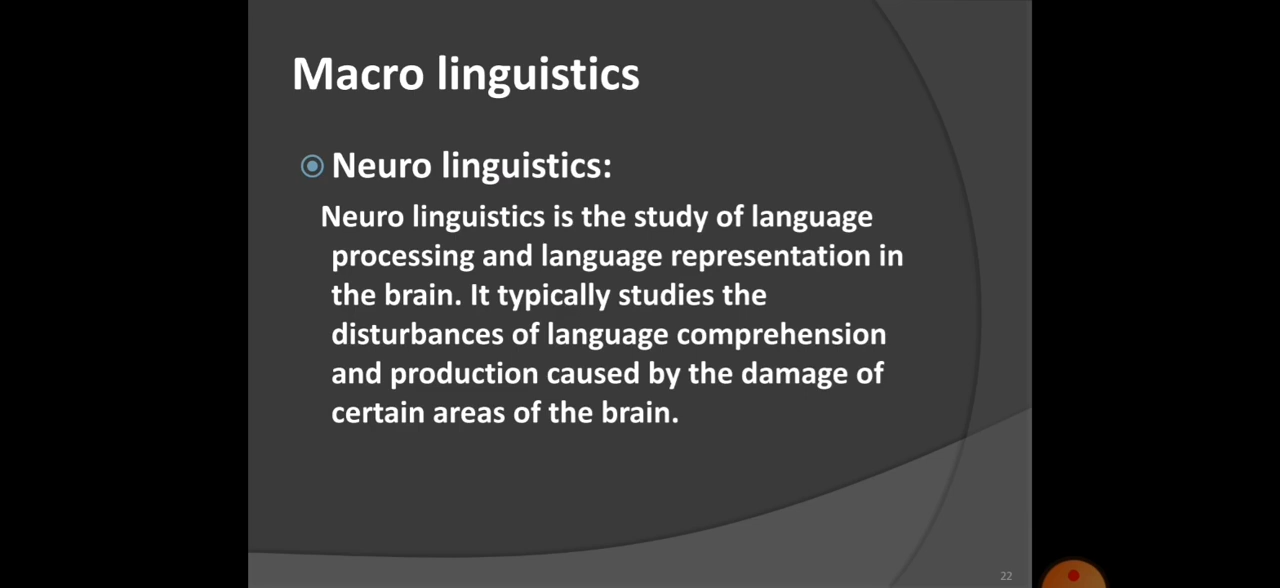 Macro linguistics
Neuro linguistics:
Neuro linguistics is the study of language
processing and language representation in
the brain. It typically studies the
disturbances of language comprehension
and production caused by the damage of
certain areas of the brain.
22